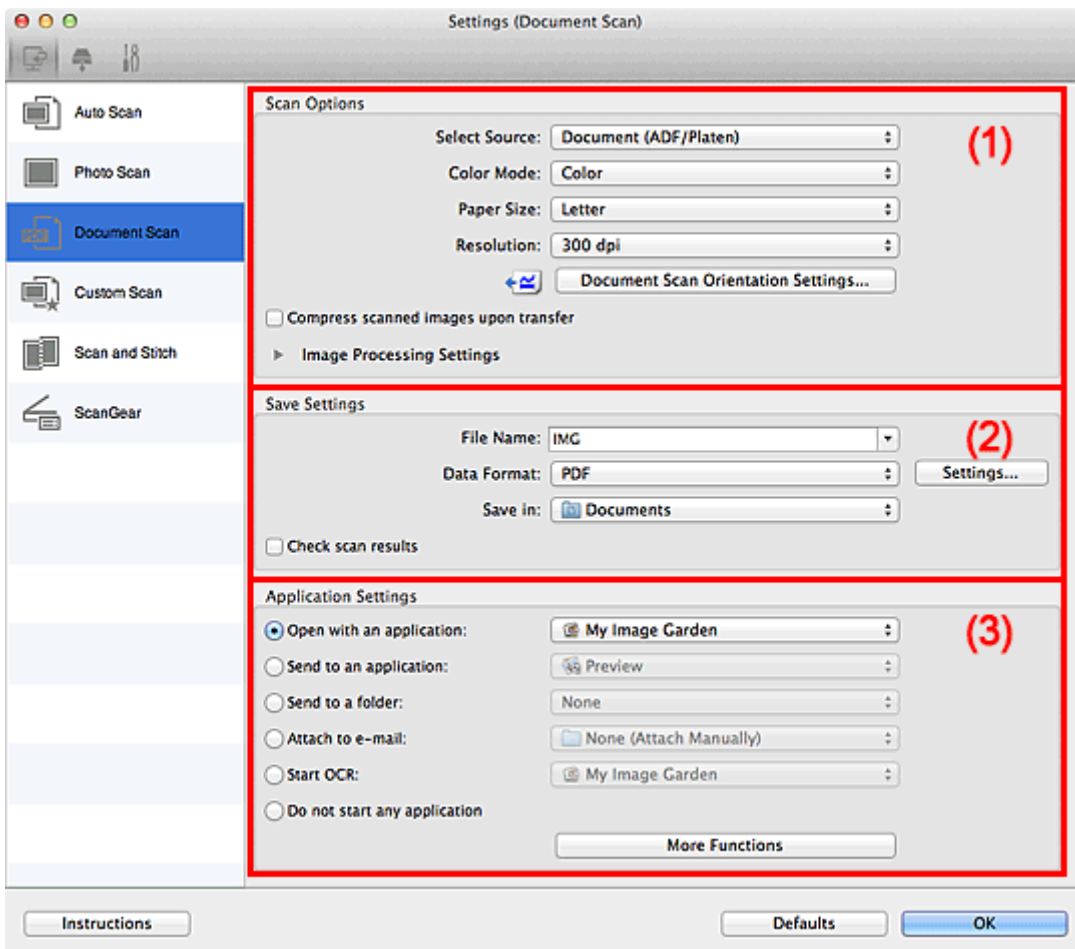 Settings (Document Scan)
Auto Scan
Photo Scan
Document Scan
Custom Scan
Scan and Stitch
ScanGear
Scan Options
(1)
Select Source: Document (ADF/Platen)
Color Mode: Color
Paper Size: Letter
Resolution: 300 dpi
Document Scan Orientation Settings...
Compress scanned images upon transfer
Image Processing Settings
Save Settings
(2)
File Name: IMG
Data Format: PDF Settings...
Save in: Documents
Check scan results
Application Settings
(3)
Open with an application: My Image Garden
Send to an application: Preview
Send to a folder: None
Attach to e-mail: None (Attach Manually)
Start OCR: My Image Garden
Do not start any application
More Functions
Instructions Defaults OK